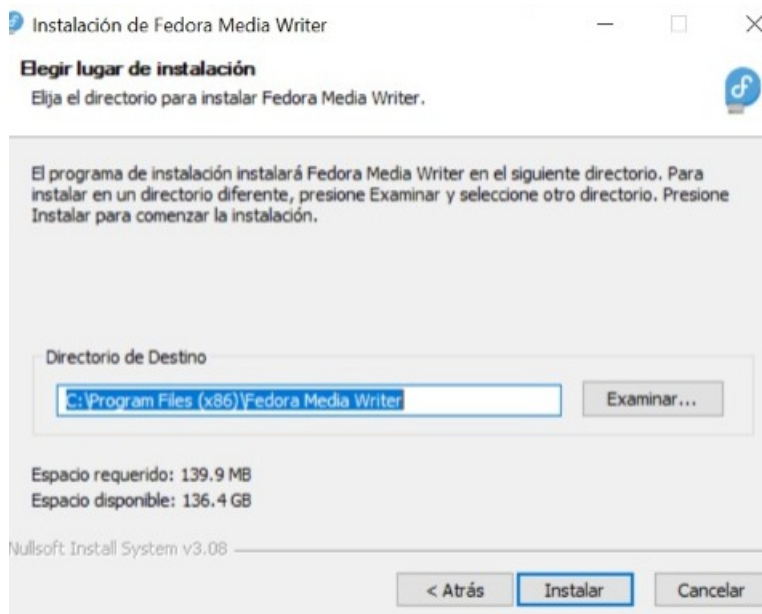 Instalación de Fedora Media Writer
Elegir lugar de instalación
Elija el directorio para instalar Fedora Media Writer.
El programa de instalación instalará Fedora Media Writer en el siguiente directorio. Para
instalar en un directorio diferente, presione Examinar y seleccione otro directorio. Presione
Instalar para comenzar la instalación.
Directorio de Destino
C:\Program Files (x86)\Fedora Media Writer
Examinar...
Espacio requerido: 139.9 MB
Espacio disponible: 136.4 GB
Nullsoft Install System v3.08
< Atrás
Instalar
Cancelar